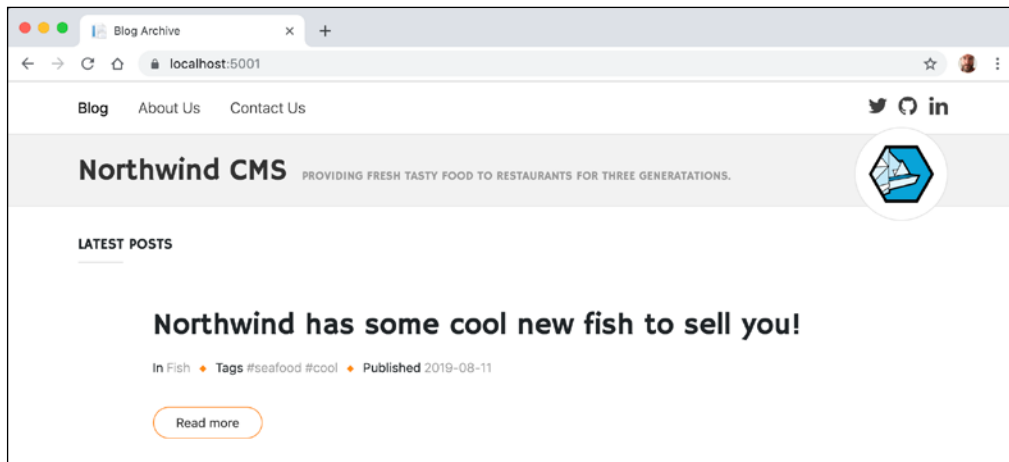 Blog Archive
localhost:5001
Blog About Us Contact Us in
Northwind CMS PROVIDING FRESH TASTY FOOD TO RESTAURANTS FOR THREE GENERATATIONS.
LATEST POSTS
Northwind has some cool new fish to sell you!
In Fish ◆ Tags #seafood #cool ◆ Published 2019-08-11
Read more